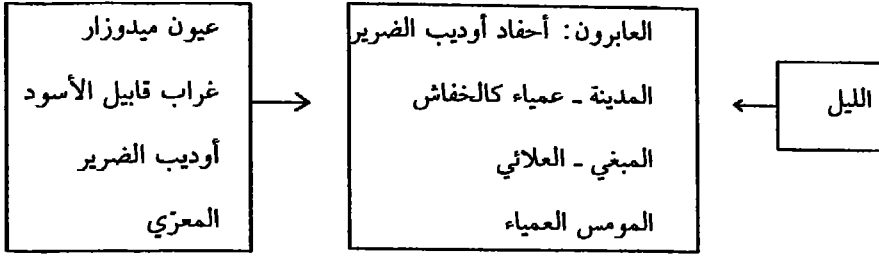 الليل
العابرون: أحفاد أوديب الضرير
المدينة - عمياء كالخفاش
المبغي - العلائي
المومس العمياء
عيون ميدوزار
غراب قابيل الأسود
أوديب الضرير
المعرّي